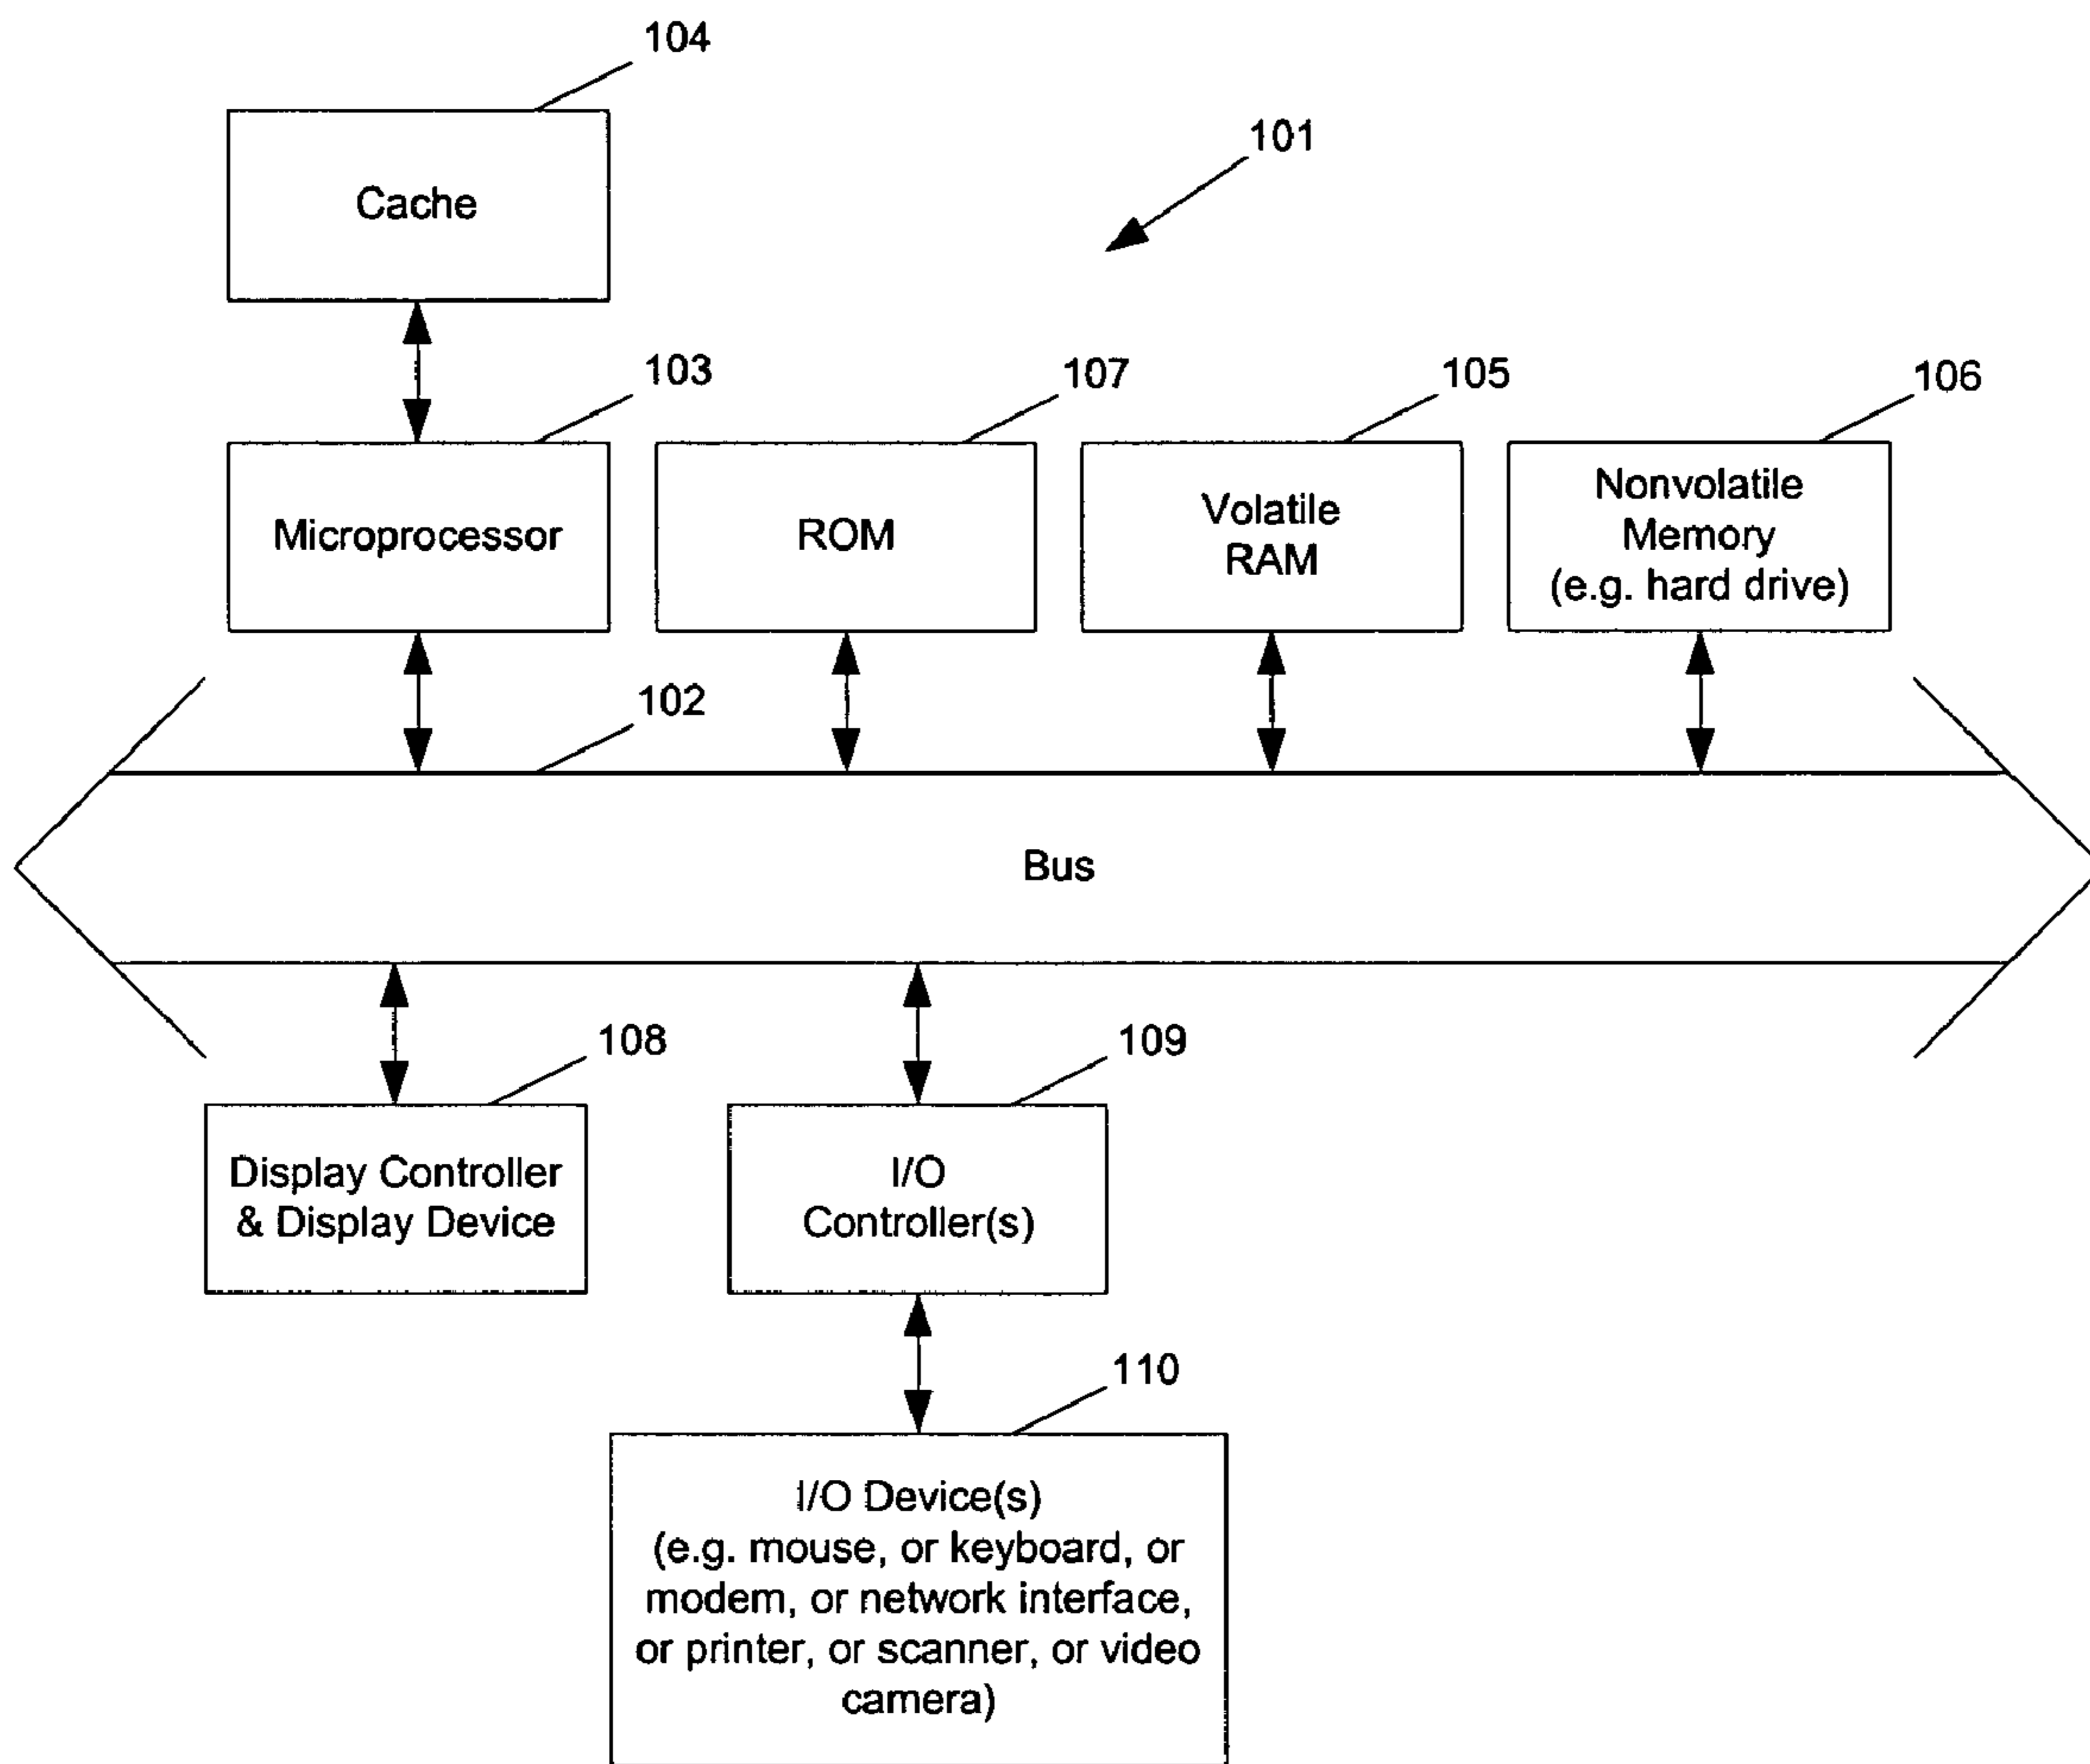 104
101
Cache
103
107
105
106
Microprocessor
ROM
Volatile
RAM
Nonvolatile
Memory
(e.g. hard drive)
102
Bus
108
109
Display Controller
& Display Device
I/O
Controller(s)
110
I/O Device(s)
(e.g. mouse, or keyboard, or
modem, or network interface,
or printer, or scanner, or video
camera)